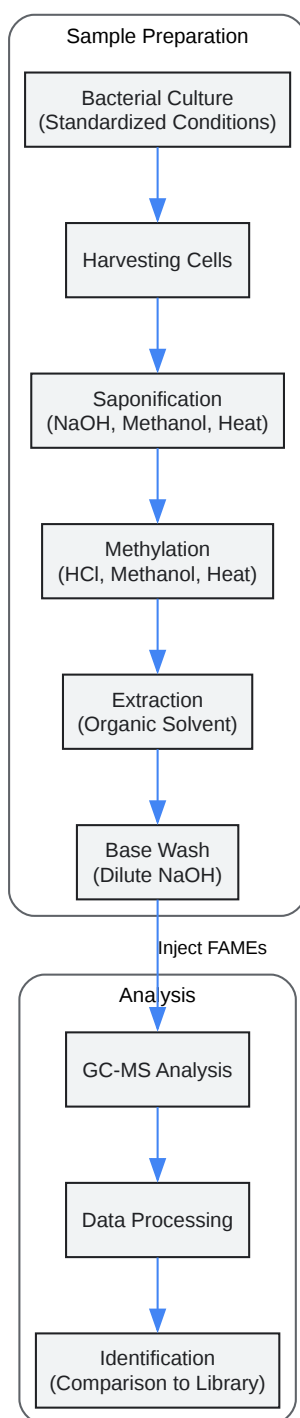 Sample Preparation
Bacterial Culture
(Standardized Conditions)
Harvesting Cells
Saponification
(NaOH, Methanol, Heat)
Methylation
(HCl, Methanol, Heat)
Extraction
(Organic Solvent)
Base Wash
(Dilute NaOH)
Inject FAMEs
Analysis
GC-MS Analysis
Data Processing
Identification
(Comparison to Library)